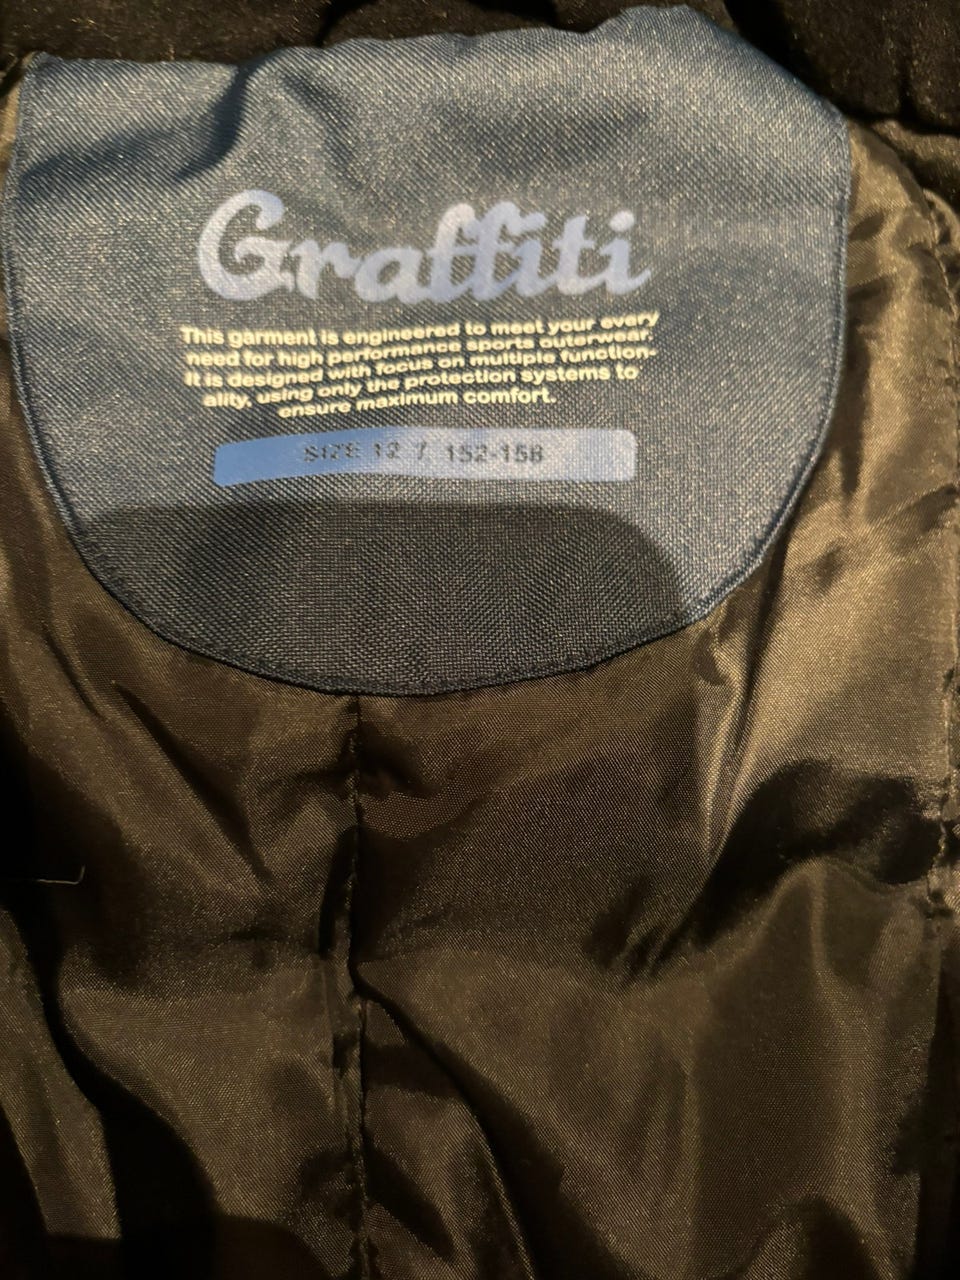 Graffiti
This garment is engineered to meet your every
need for high performance sports outerwear.
It is designed with focus on multiple function-
ality, using only the protection systems to
ensure maximum comfort.
SIZE 12 / 152-158